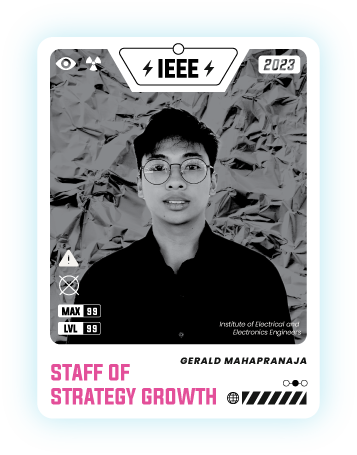 IEEE
2023
MAX 99
LVL 99
Institute of Electrical and
Electronics Engineers
GERALD MAHAPRANAJA
STAFF OF
STRATEGY GROWTH